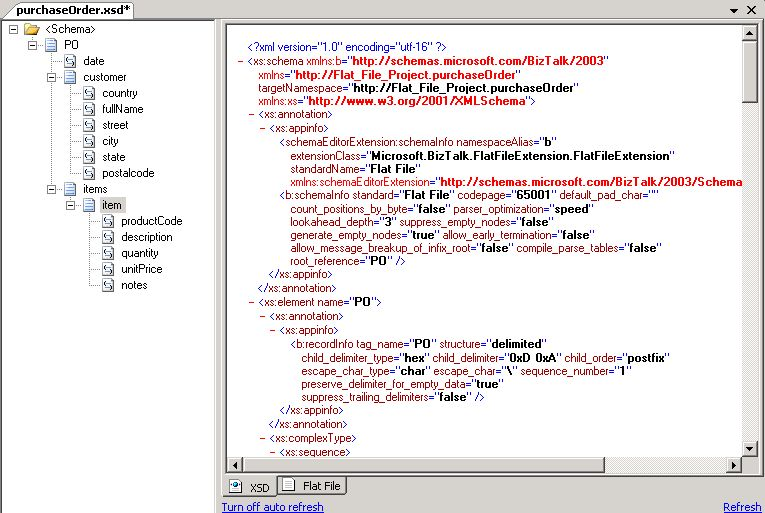 purchaseOrder.xsd*
<Schema>
PO
date
customer
country
fullName
street
city
state
postalcode
items
item
productCode
description
quantity
unitPrice
notes
<?xml version="1.0" encoding="utf-16" ?>
- <xs:schema xmlns:b="http://schemas.microsoft.com/BizTalk/2003"
xmlns="http://Flat_File_Project.purchaseOrder"
targetNamespace="http://Flat_File_Project.purchaseOrder"
xmlns:xs="http://www.w3.org/2001/XMLSchema">
- <xs:annotation>
- <xs:appinfo>
<schemaEditorExtension:schemaInfo namespaceAlias="b"
extensionClass="Microsoft.BizTalk.FlatFileExtension.FlatFileExtension"
standardName="Flat File"
xmlns:schemaEditorExtension="http://schemas.microsoft.com/BizTalk/2003/Schema
<b:schemaInfo standard="Flat File" codepage="65001" default_pad_char=""
count_positions_by_byte="false" parser_optimization="speed"
lookahead_depth="3" suppress_empty_nodes="false"
generate_empty_nodes="true" allow_early_termination="false"
allow_message_breakup_of_infix_root="false" compile_parse_tables="false"
root_reference="PO" />
</xs:appinfo>
</xs:annotation>
- <xs:element name="PO">
- <xs:annotation>
- <xs:appinfo>
<b:recordInfo tag_name="PO" structure="delimited"
child_delimiter_type="hex" child_delimiter="0xD 0xA" child_order="postfix"
escape_char_type="char" escape_char="\" sequence_number="1"
preserve_delimiter_for_empty_data="true"
suppress_trailing_delimiters="false" />
</xs:appinfo>
</xs:annotation>
- <xs:complexType>
- <xs:sequence>
XSD
Flat File
Turn off auto refresh
Refresh